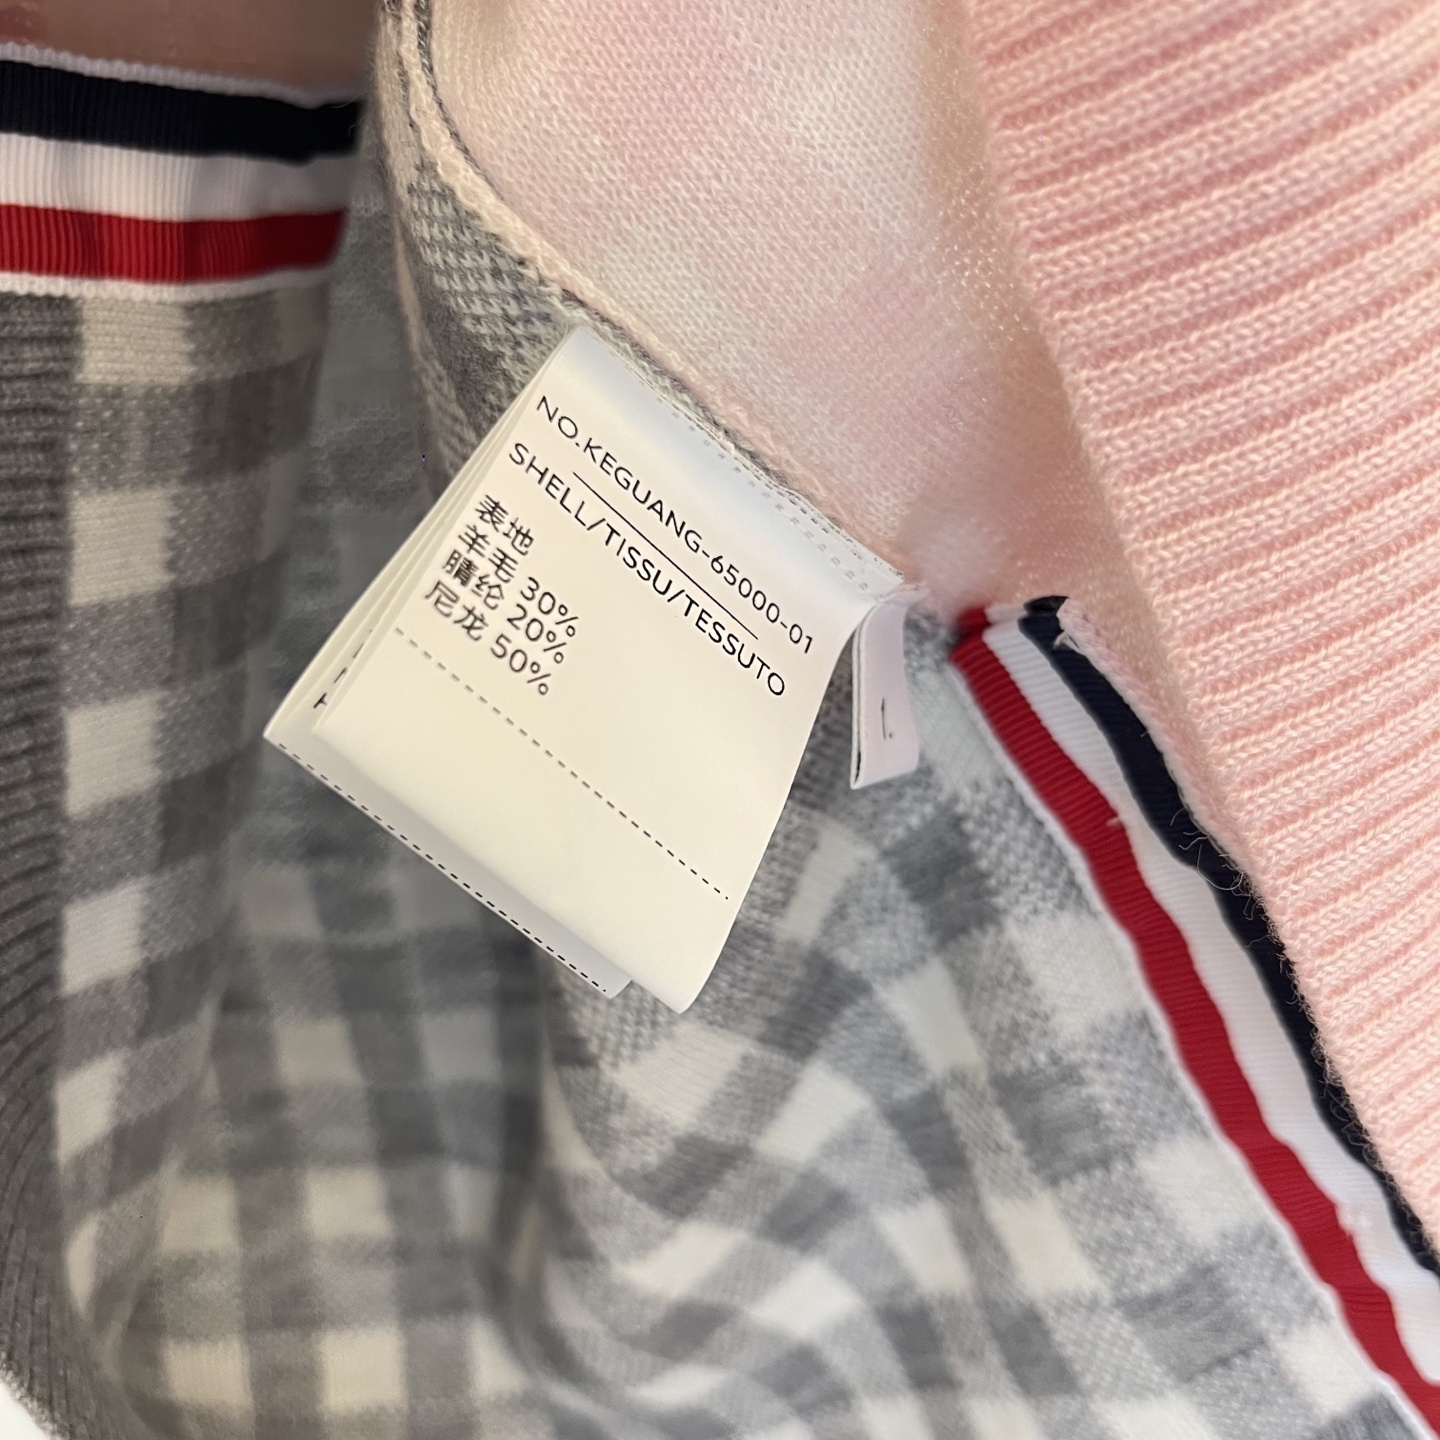 NO.KEGUANG-65000-01
SHELL/TISSU/TESSUTO
表地
羊毛 30%
腈纶 20%
尼龙 50%